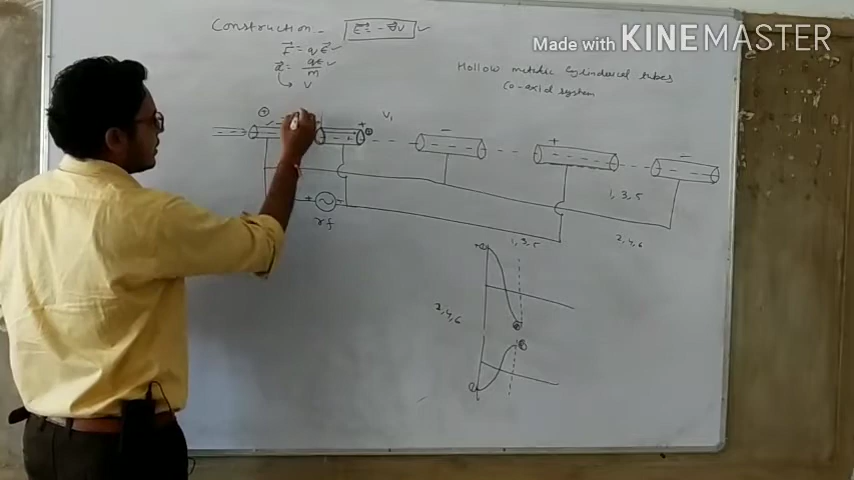 Made with KINEMASTER
Construction - E = -∇V ✓
F = qE ✓
a = qE/m ✓
→ V
Hollow metallic cylindrical tubes
Co-axial system
+ V₁ + - + -
1, 3, 5
+ - rf
1, 3, 5 2, 4, 6
2, 4, 6